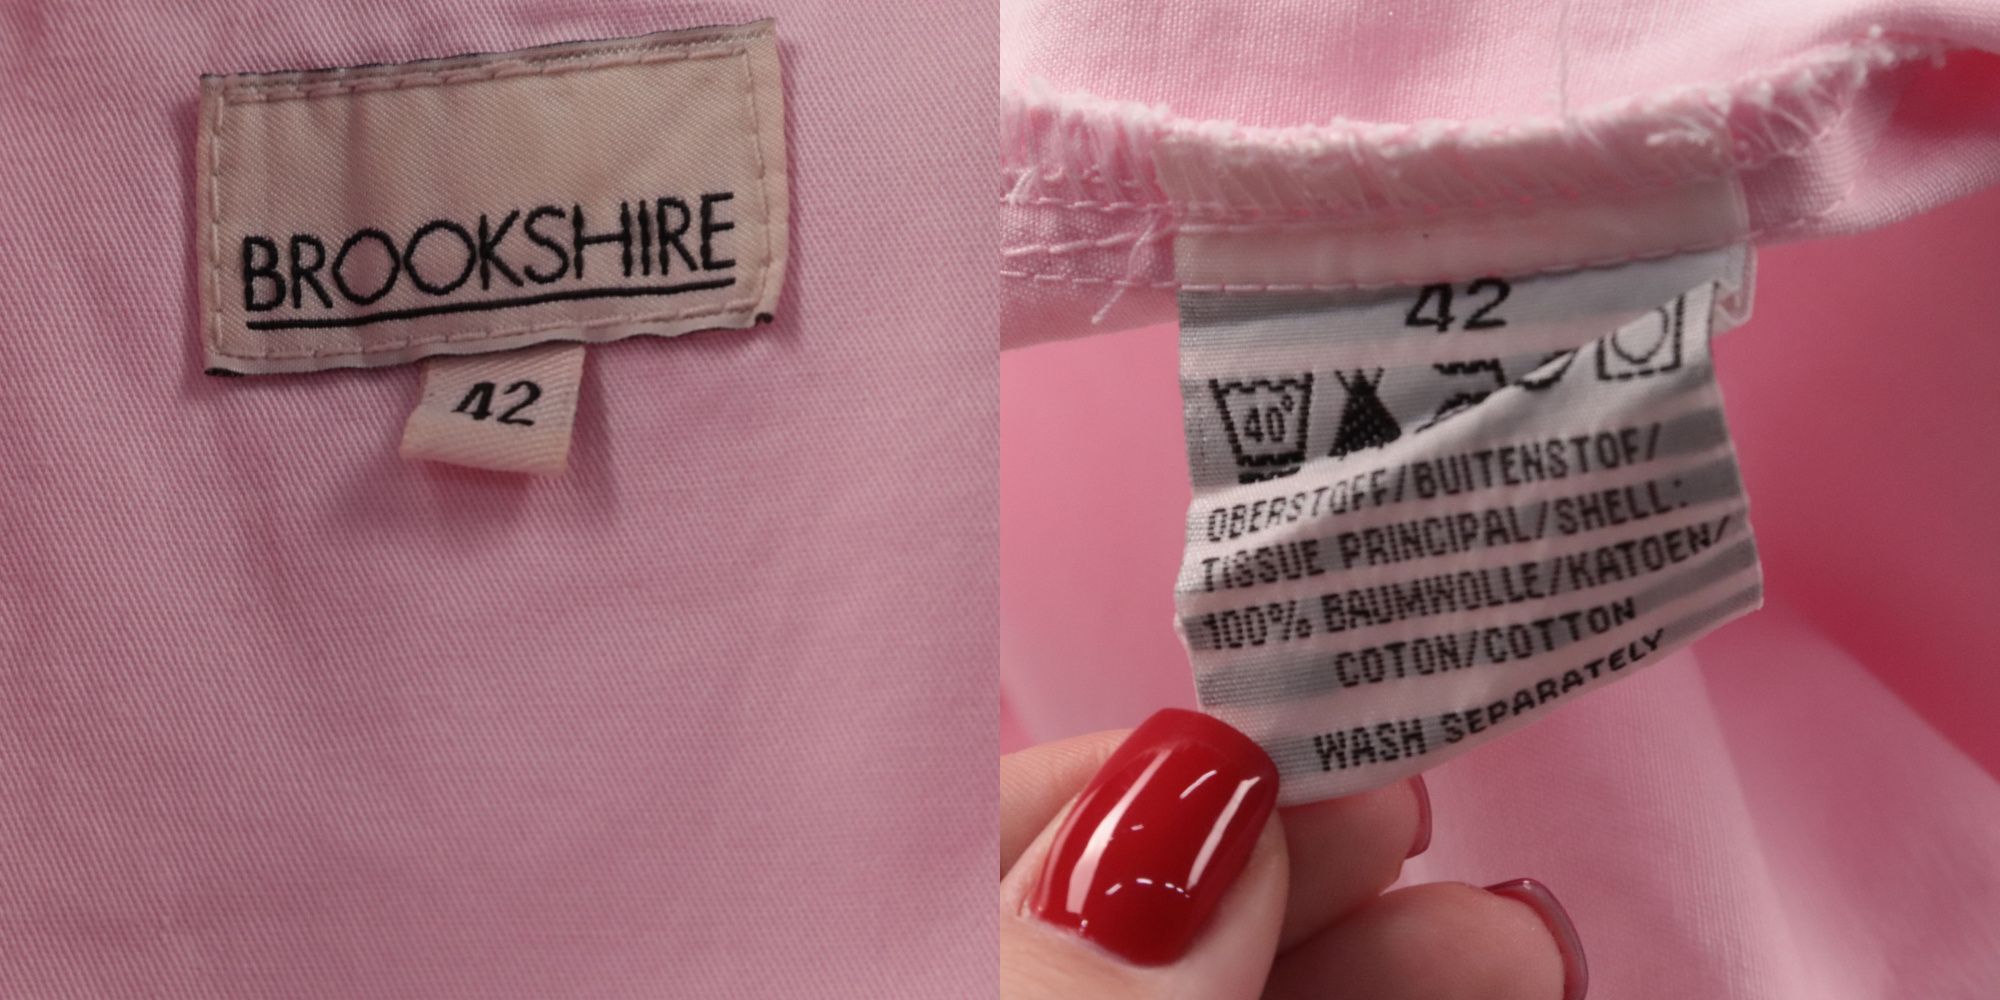 BROOKSHIRE
42
42
40°
OBERSTOFF/BUITENSTOF/
TISSUE PRINCIPAL/SHELL:
100% BAUMWOLLE/KATOEN/
COTON/COTTON
WASH SEPARATELY